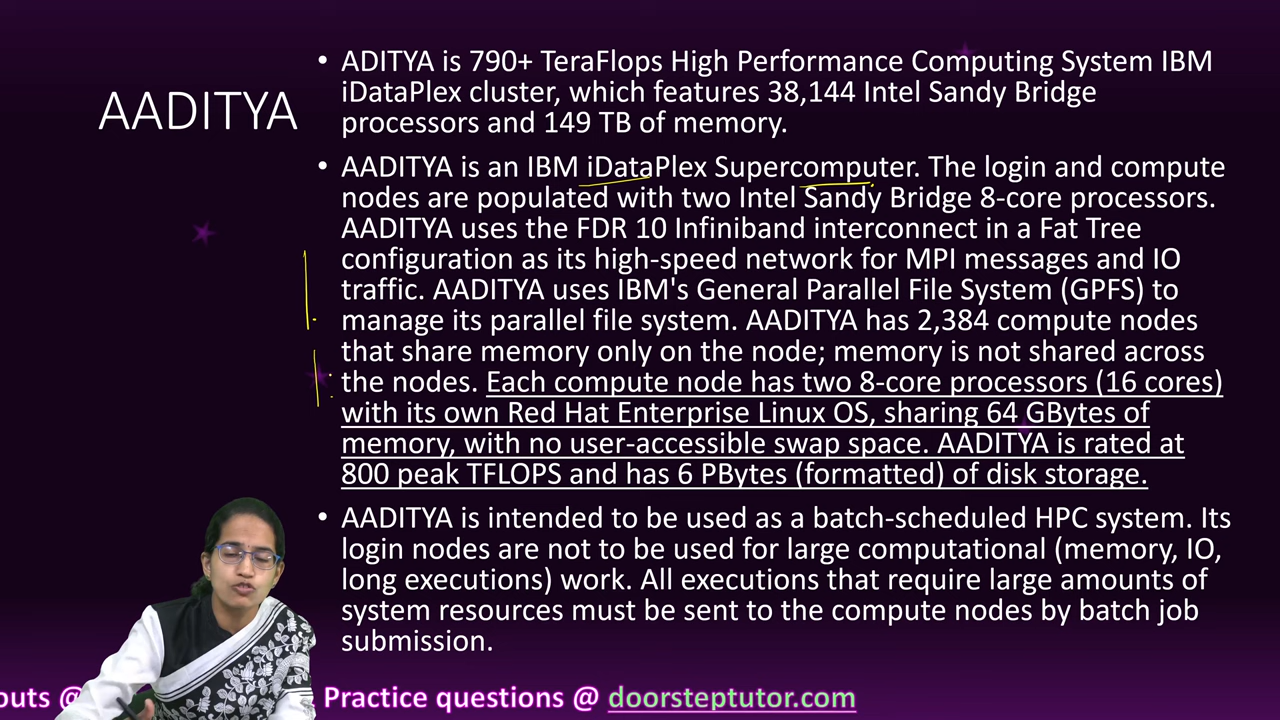 AADITYA
• ADITYA is 790+ TeraFlops High Performance Computing System IBM
iDataPlex cluster, which features 38,144 Intel Sandy Bridge
processors and 149 TB of memory.
• AADITYA is an IBM iDataPlex Supercomputer. The login and compute
nodes are populated with two Intel Sandy Bridge 8-core processors.
AADITYA uses the FDR 10 Infiniband interconnect in a Fat Tree
configuration as its high-speed network for MPI messages and IO
traffic. AADITYA uses IBM's General Parallel File System (GPFS) to
manage its parallel file system. AADITYA has 2,384 compute nodes
that share memory only on the node; memory is not shared across
the nodes. Each compute node has two 8-core processors (16 cores)
with its own Red Hat Enterprise Linux OS, sharing 64 GBytes of
memory, with no user-accessible swap space. AADITYA is rated at
800 peak TFLOPS and has 6 PBytes (formatted) of disk storage.
• AADITYA is intended to be used as a batch-scheduled HPC system. Its
login nodes are not to be used for large computational (memory, IO,
long executions) work. All executions that require large amounts of
system resources must be sent to the compute nodes by batch job
submission.
outs @ Practice questions @ doorsteptutor.com